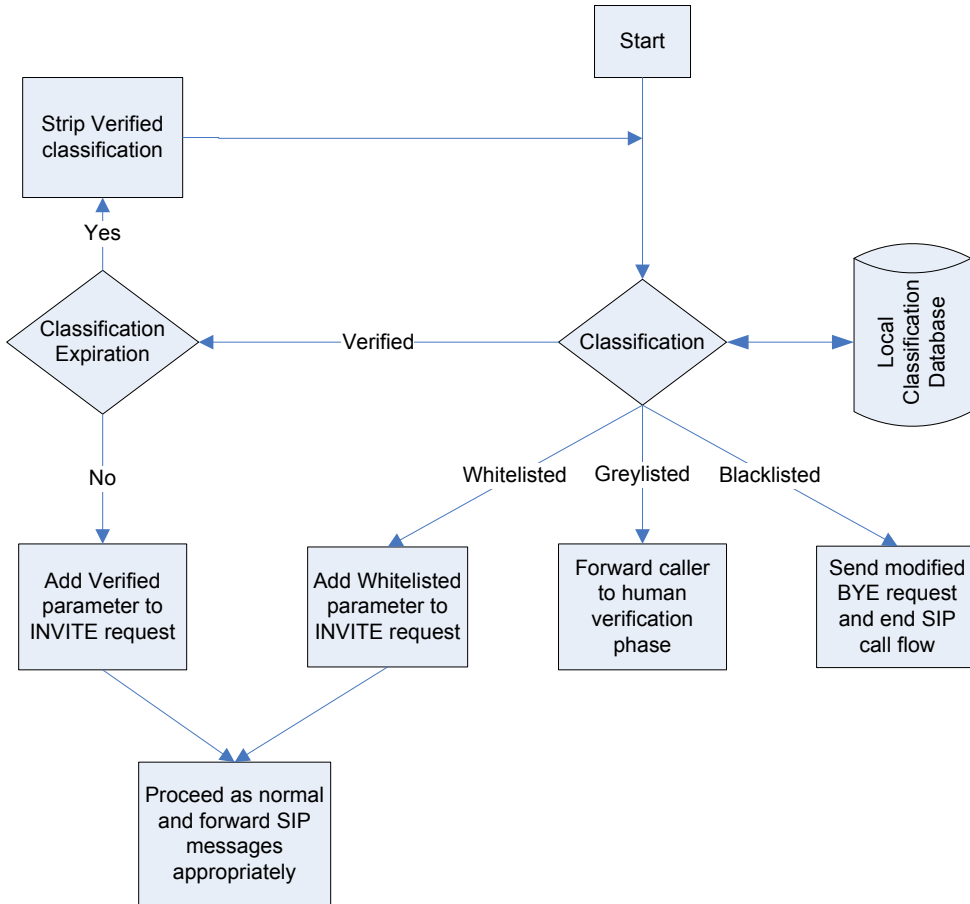 Start
Strip Verified
classification
Yes
Classification
Expiration
Verified
Classification
Local
Classification
Database
No
Whitelisted
Greylisted
Blacklisted
Add Verified
parameter to
INVITE request
Add Whitelisted
parameter to
INVITE request
Forward caller
to human
verification
phase
Send modified
BYE request
and end SIP
call flow
Proceed as normal
and forward SIP
messages
appropriately